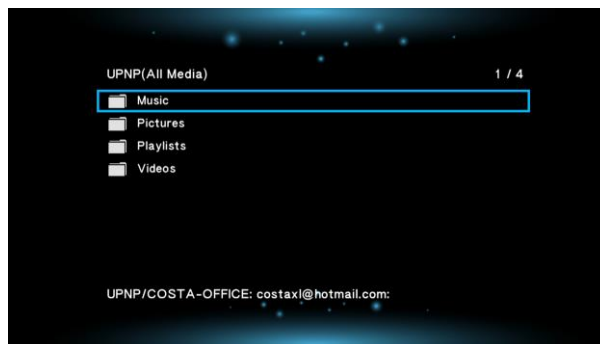 UPNP(All Media) 1 / 4
Music
Pictures
Playlists
Videos
UPNP/COSTA-OFFICE: costaxl@hotmail.com: